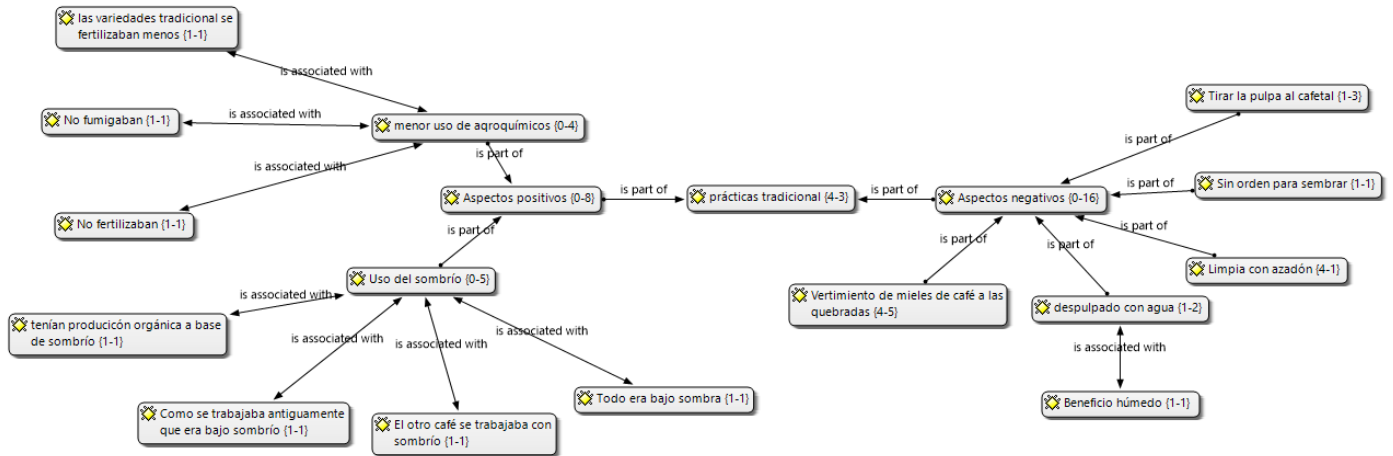 las variedades tradicional se
fertilizaban menos {1-1}
is associated with
Tirar la pulpa al cafetal {1-3}
No fumigaban {1-1}
is associated with
menor uso de agroquímicos {0-4}
is part of
is associated with
is part of
Aspectos positivos {0-8}
is part of
prácticas tradicional {4-3}
is part of
Aspectos negativos {0-16}
is part of
Sin orden para sembrar {1-1}
No fertilizaban {1-1}
is part of
is part of
is part of
is part of
Uso del sombrío {0-5}
Limpia con azadón {4-1}
is associated with
Vertimiento de mieles de café a las
quebradas {4-5}
despulpado con agua {1-2}
tenían producicón orgánica a base
de sombrío {1-1}
is associated with
is associated with
is associated with
is associated with
Todo era bajo sombra {1-1}
Beneficio húmedo {1-1}
Como se trabajaba antiguamente
que era bajo sombrío {1-1}
El otro café se trabajaba con
sombrío {1-1}